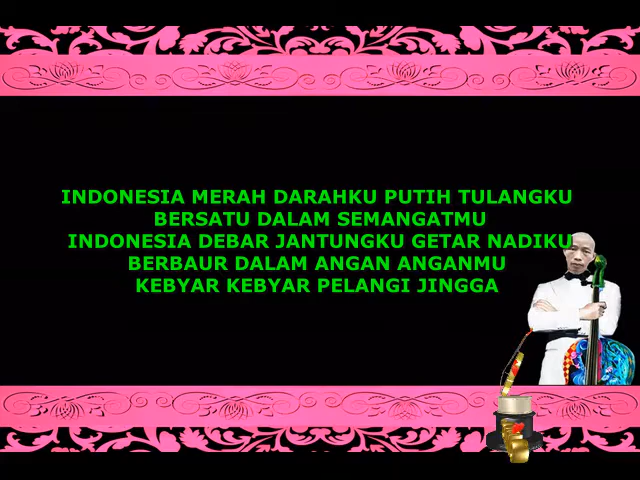 INDONESIA MERAH DARAHKU PUTIH TULANGKU
BERSATU DALAM SEMANGATMU
INDONESIA DEBAR JANTUNGKU GETAR NADIKU
BERBAUR DALAM ANGAN ANGANMU
KEBYAR KEBYAR PELANGI JINGGA